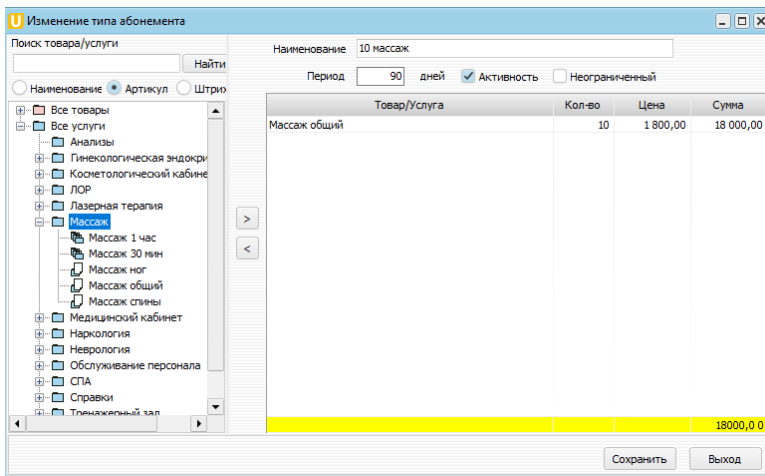 U Изменение типа абонемента
Поиск товара/услуги
Найти
Наименование Артикул Штрих
Все товары
Все услуги
Анализы
Гинекологическая эндокри
Косметологический кабине
ЛОР
Лазерная терапия
Массаж
Массаж 1 час
Массаж 30 мин
Массаж ног
Массаж общий
Массаж спины
Медицинский кабинет
Наркология
Неврология
Обслуживание персонала
СПА
Справки
Тренажерный зал
>
<
Наименование 10 массаж
Период 90 дней Активность Неограниченный
Товар/Услуга Кол-во Цена Сумма
Массаж общий 10 1 800,00 18 000,00
18000,0 0
Сохранить Выход